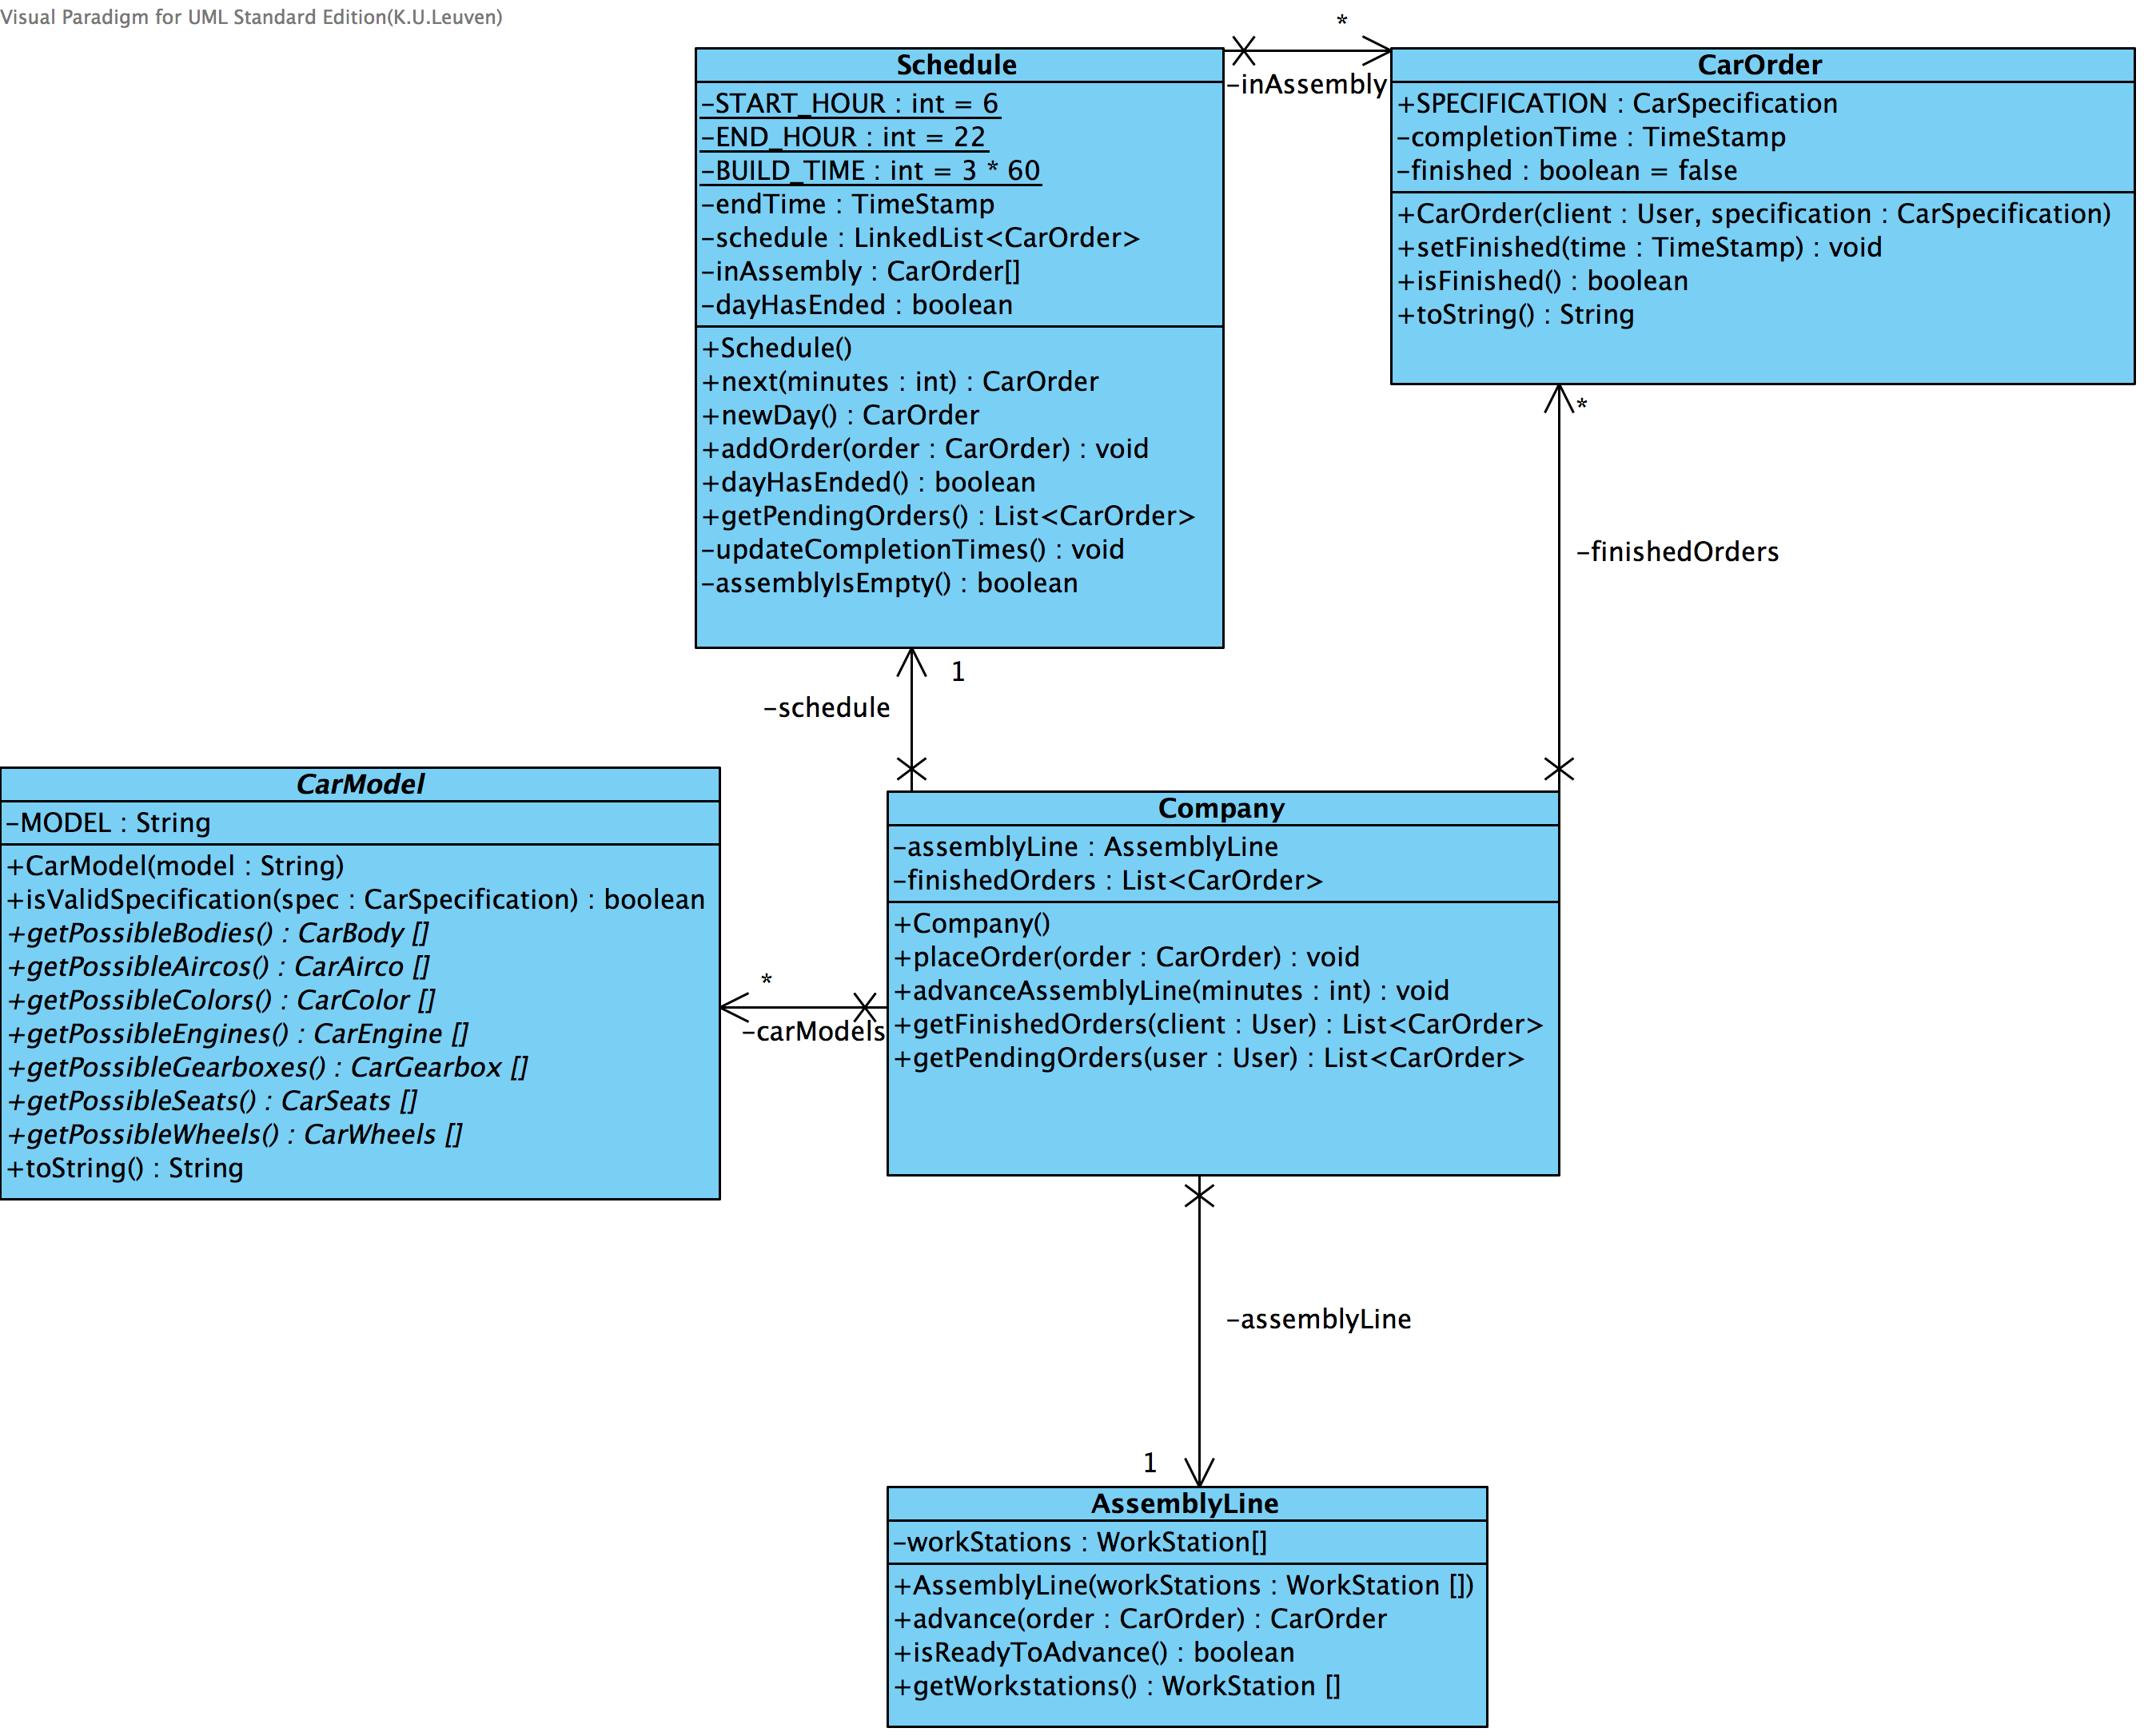 Visual Paradigm for UML Standard Edition(K.U.Leuven)
Schedule
-START_HOUR : int = 6
-END_HOUR : int = 22
-BUILD_TIME : int = 3 * 60
-endTime : TimeStamp
-schedule : LinkedList<CarOrder>
-inAssembly : CarOrder[]
-dayHasEnded : boolean
+Schedule()
+next(minutes : int) : CarOrder
+newDay() : CarOrder
+addOrder(order : CarOrder) : void
+dayHasEnded() : boolean
+getPendingOrders() : List<CarOrder>
-updateCompletionTimes() : void
-assemblyIsEmpty() : boolean
*
-inAssembly
CarOrder
+SPECIFICATION : CarSpecification
-completionTime : TimeStamp
-finished : boolean = false
+CarOrder(client : User, specification : CarSpecification)
+setFinished(time : TimeStamp) : void
+isFinished() : boolean
+toString() : String
*
-finishedOrders
1
-schedule
CarModel
-MODEL : String
+CarModel(model : String)
+isValidSpecification(spec : CarSpecification) : boolean
+getPossibleBodies() : CarBody []
+getPossibleAircos() : CarAirco []
+getPossibleColors() : CarColor []
+getPossibleEngines() : CarEngine []
+getPossibleGearboxes() : CarGearbox []
+getPossibleSeats() : CarSeats []
+getPossibleWheels() : CarWheels []
+toString() : String
*
-carModels
Company
-assemblyLine : AssemblyLine
-finishedOrders : List<CarOrder>
+Company()
+placeOrder(order : CarOrder) : void
+advanceAssemblyLine(minutes : int) : void
+getFinishedOrders(client : User) : List<CarOrder>
+getPendingOrders(user : User) : List<CarOrder>
-assemblyLine
1
AssemblyLine
-workStations : WorkStation[]
+AssemblyLine(workStations : WorkStation [])
+advance(order : CarOrder) : CarOrder
+isReadyToAdvance() : boolean
+getWorkstations() : WorkStation []